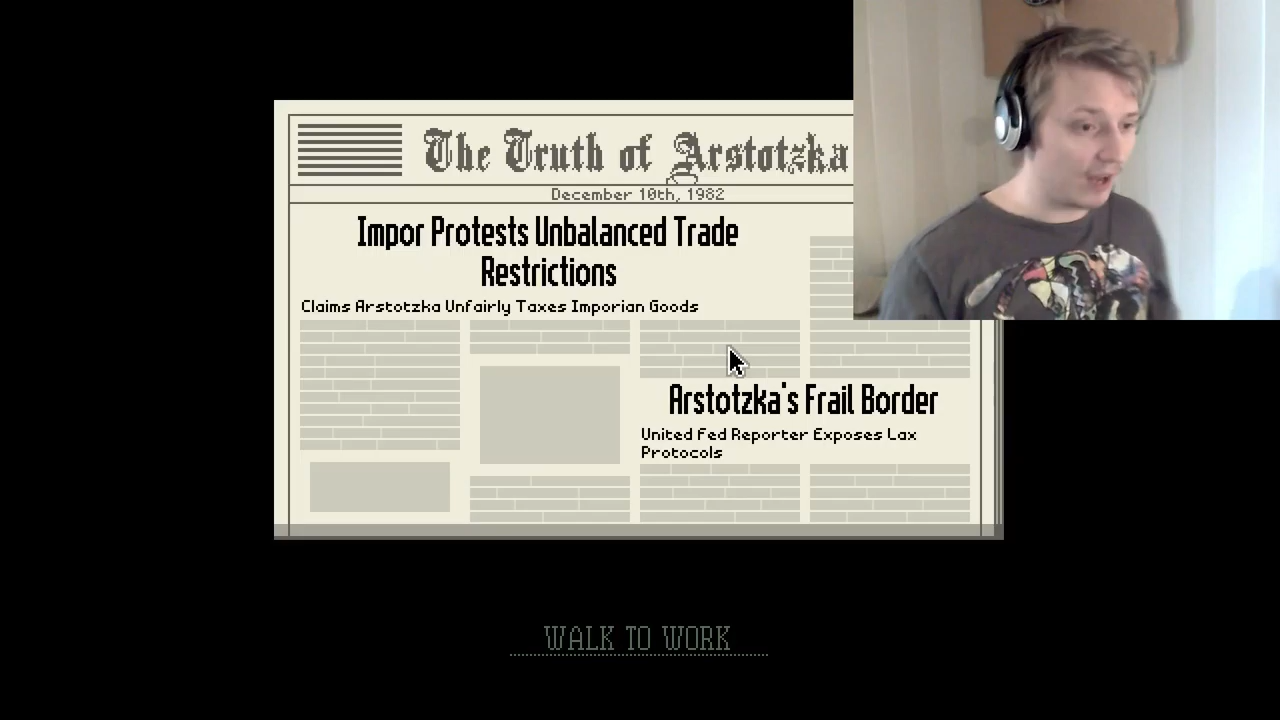 The Truth of Arstotzka
December 10th, 1982
Impor Protests Unbalanced Trade
Restrictions
Claims Arstotzka Unfairly Taxes Imporian Goods
Arstotzka's Frail Border
United Fed Reporter Exposes Lax
Protocols
WALK TO WORK